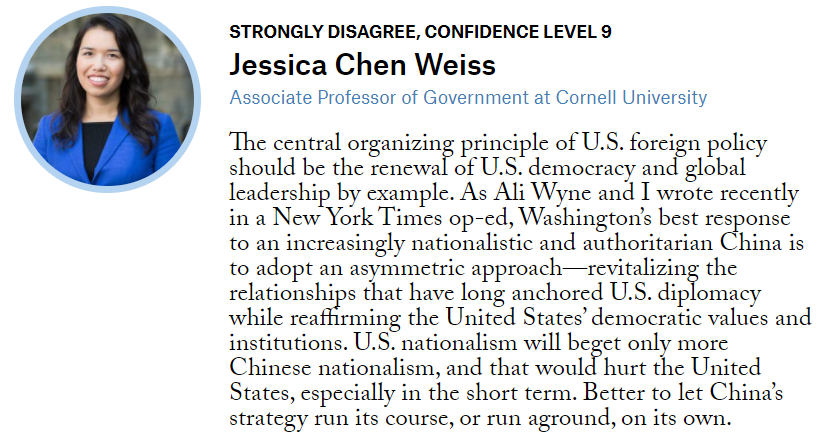 STRONGLY DISAGREE, CONFIDENCE LEVEL 9
Jessica Chen Weiss
Associate Professor of Government at Cornell University
The central organizing principle of U.S. foreign policy
should be the renewal of U.S. democracy and global
leadership by example. As Ali Wyne and I wrote recently
in a New York Times op-ed, Washington’s best response
to an increasingly nationalistic and authoritarian China is
to adopt an asymmetric approach—revitalizing the
relationships that have long anchored U.S. diplomacy
while reaffirming the United States’ democratic values and
institutions. U.S. nationalism will beget only more
Chinese nationalism, and that would hurt the United
States, especially in the short term. Better to let China’s
strategy run its course, or run aground, on its own.